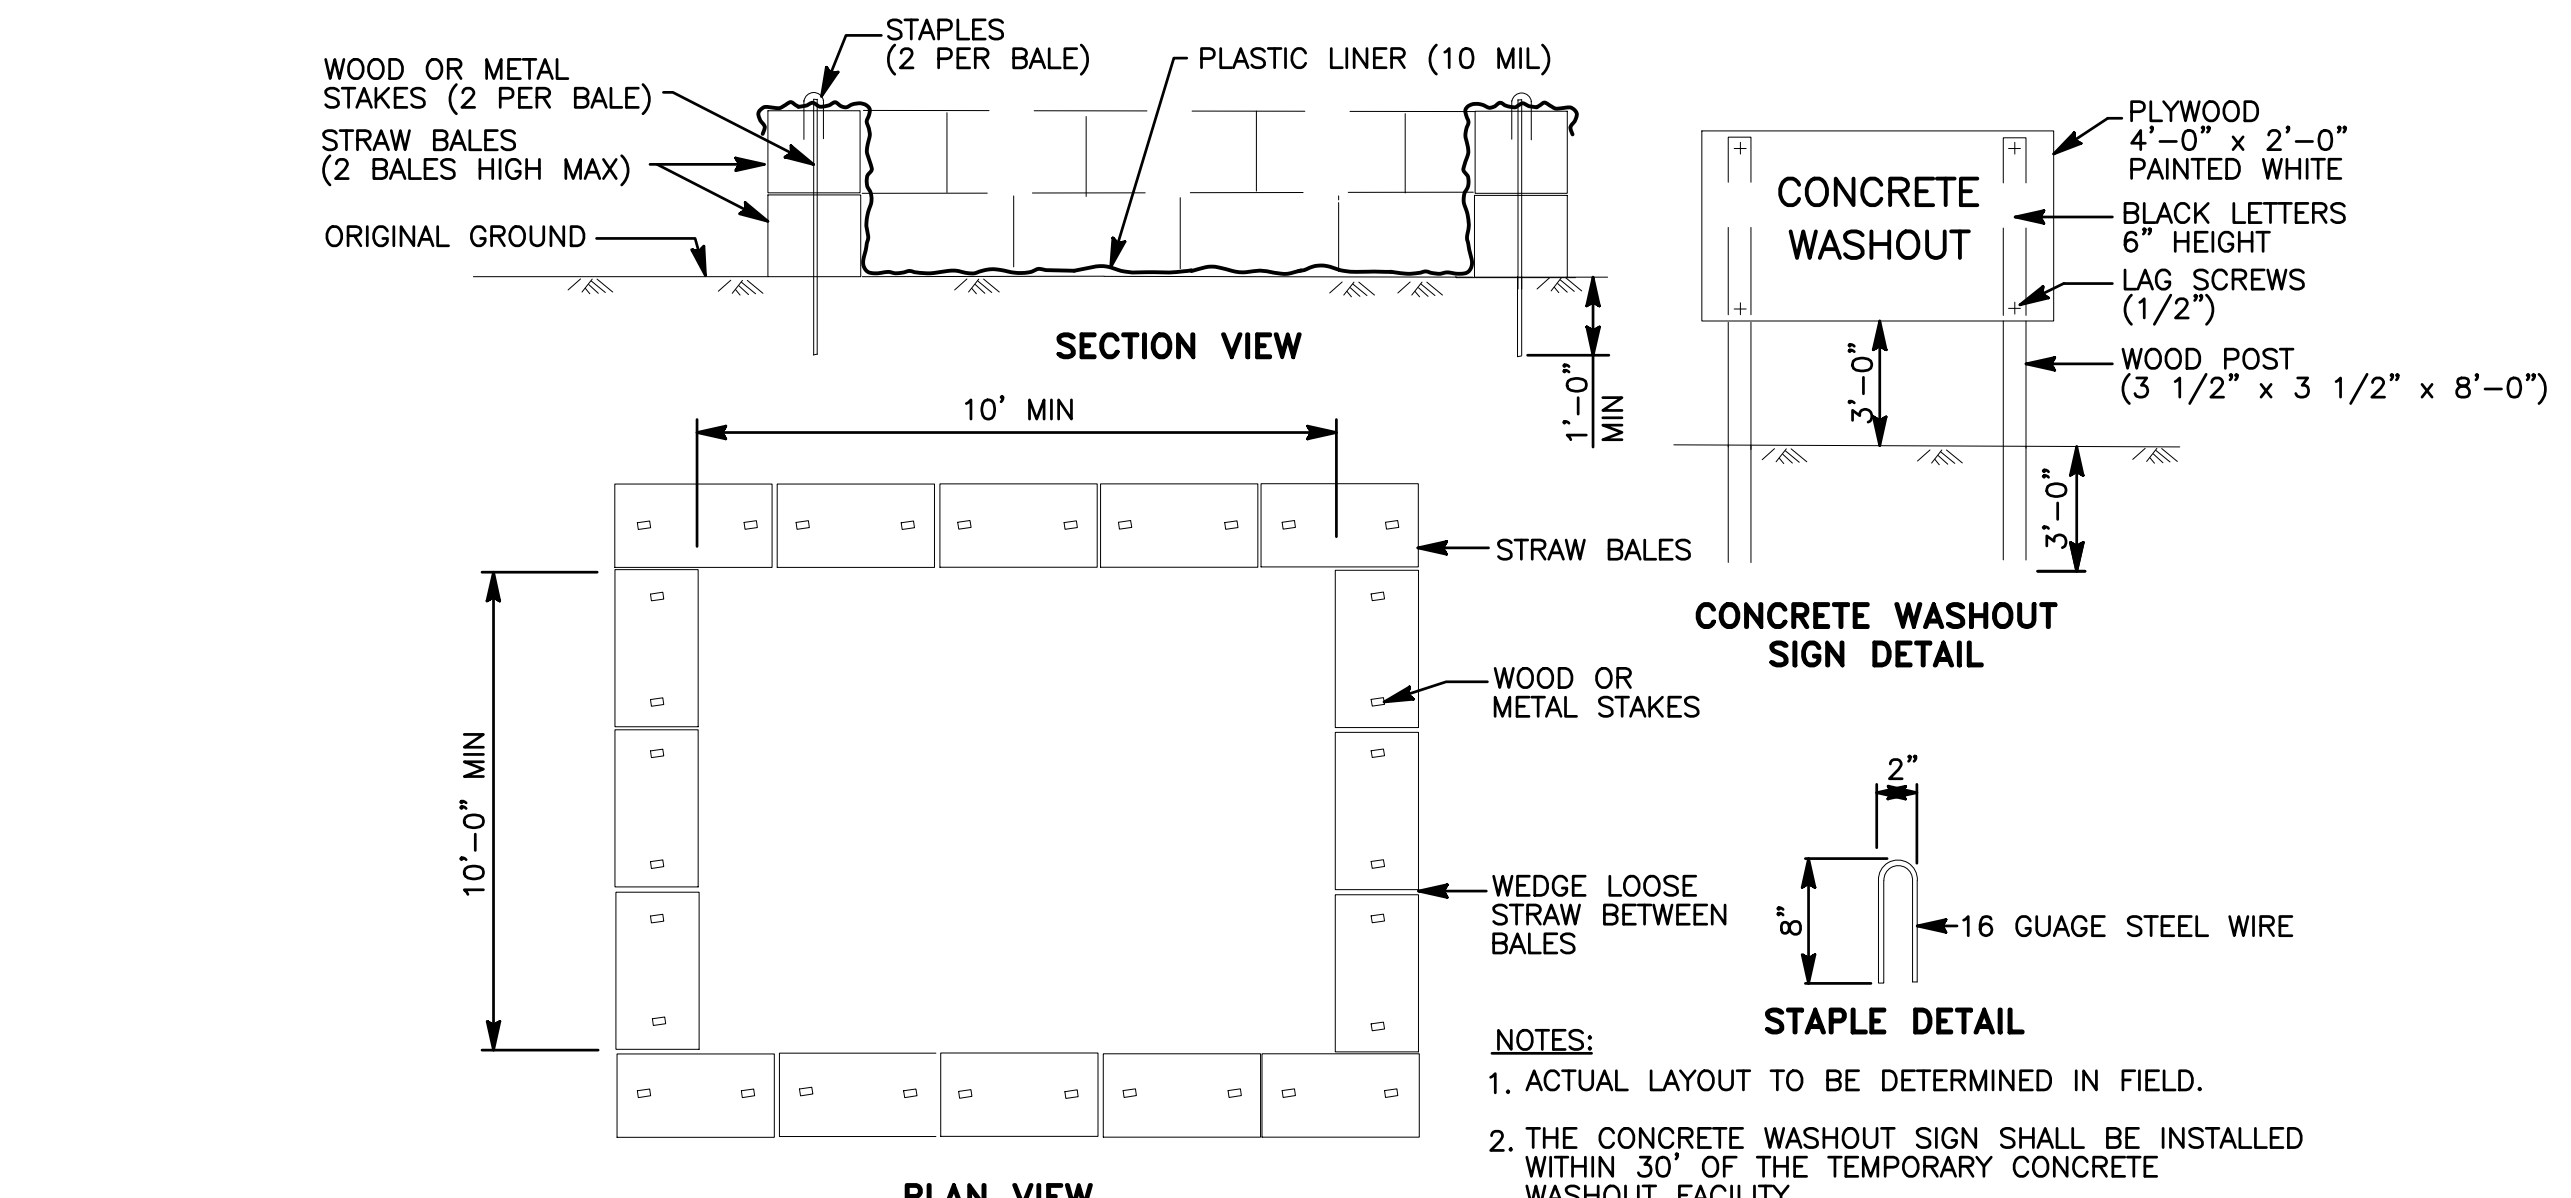 STAPLES
(2 PER BALE)
PLASTIC LINER (10 MIL)
WOOD OR METAL
STAKES (2 PER BALE)
STRAW BALES
(2 BALES HIGH MAX)
ORIGINAL GROUND
SECTION VIEW
1'-0"
MIN
CONCRETE
WASHOUT
PLYWOOD
4'-0" x 2'-0"
PAINTED WHITE
BLACK LETTERS
6" HEIGHT
LAG SCREWS
(1/2")
WOOD POST
(3 1/2" x 3 1/2" x 8'-0")
3'-0"
3'-0"
CONCRETE WASHOUT
SIGN DETAIL
10' MIN
10'-0" MIN
STRAW BALES
WOOD OR
METAL STAKES
WEDGE LOOSE
STRAW BETWEEN
BALES
PLAN VIEW
2"
8"
16 GUAGE STEEL WIRE
STAPLE DETAIL
NOTES:
1. ACTUAL LAYOUT TO BE DETERMINED IN FIELD.
2. THE CONCRETE WASHOUT SIGN SHALL BE INSTALLED
WITHIN 30' OF THE TEMPORARY CONCRETE
WASHOUT FACILITY